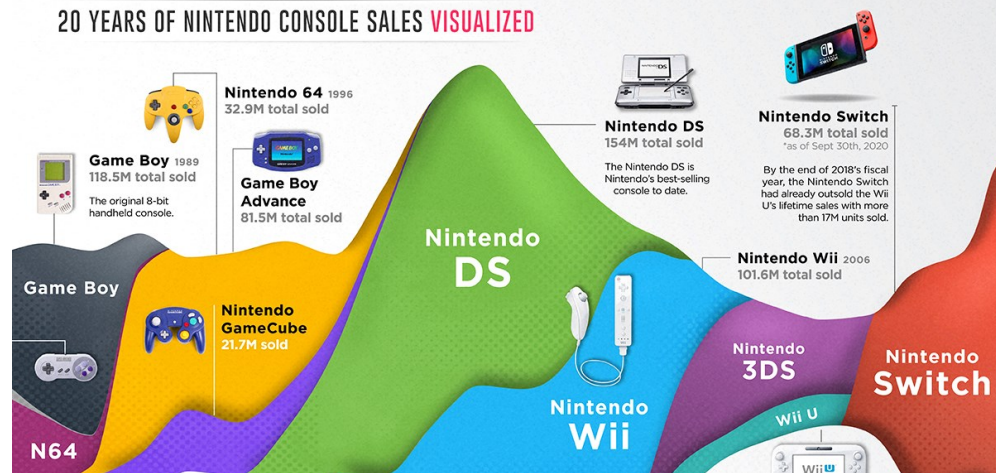 20 YEARS OF NINTENDO CONSOLE SALES VISUALIZED
Nintendo 64 1996
32.9M total sold
Game Boy 1989
118.5M total sold
The original 8-bit
handheld console.
Game Boy
Advance
81.5M total sold
Nintendo DS
154M total sold
The Nintendo DS is
Nintendo's best-selling
console to date.
Nintendo Switch
68.3M total sold
*as of Sept 30th, 2020
By the end of 2018's fiscal
year, the Nintendo Switch
had already outsold the Wii
U's lifetime sales with more
than 17M units sold.
Nintendo Wii 2006
101.6M total sold
Game Boy
Nintendo
GameCube
21.7M sold
Nintendo
DS
Nintendo
Wii
Nintendo
3DS
Nintendo
Switch
Wii U
N64
Wii U